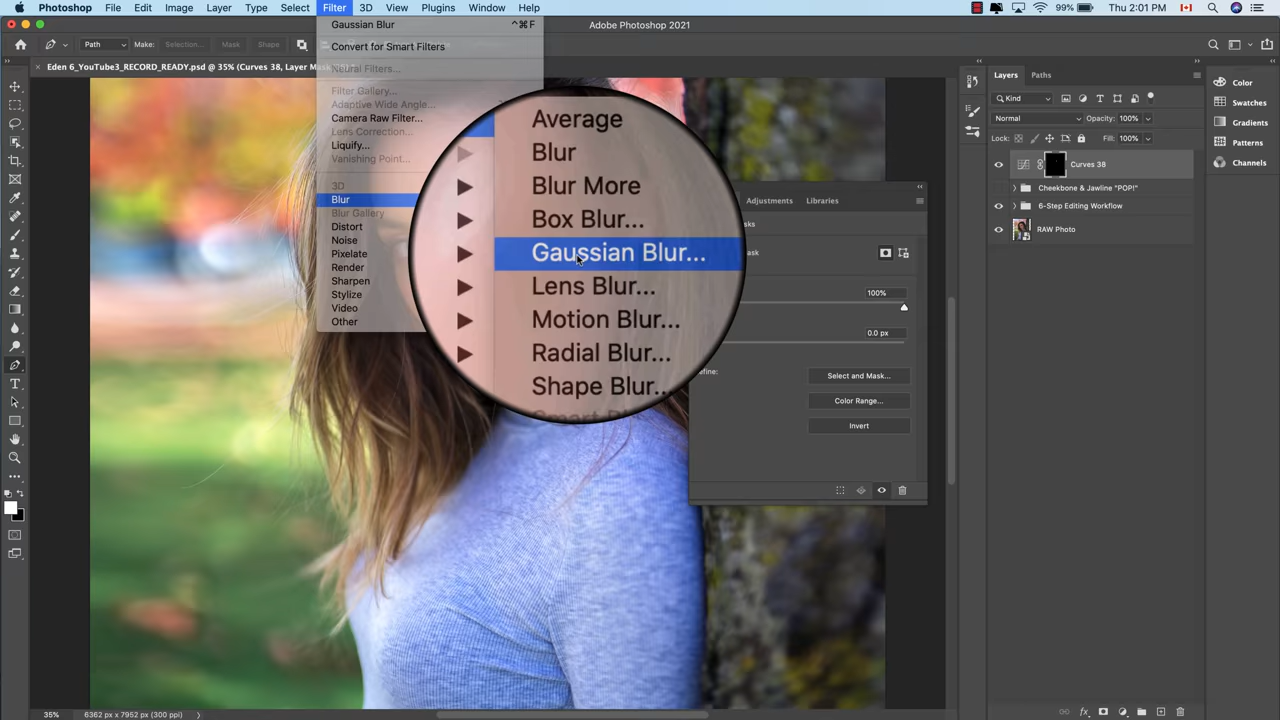 Photoshop File Edit Image Layer Type Select Filter 3D View Plugins Window Help
99% Thu 2:01 PM
Adobe Photoshop 2021
Gaussian Blur ^⌘F
Convert for Smart Filters
Neural Filters...
Filter Gallery...
Adaptive Wide Angle...
Camera Raw Filter...
Lens Correction...
Liquify...
Vanishing Point...
3D
Blur
Blur Gallery
Distort
Noise
Pixelate
Render
Sharpen
Stylize
Video
Other
Path Make: Selection... Mask Shape
× Eden 6_YouTube3_RECORD_READY.psd @ 35% (Curves 38, Layer Mask
Average
Blur
Blur More
Box Blur...
Gaussian Blur...
Lens Blur...
Motion Blur...
Radial Blur...
Shape Blur...
Adjustments Libraries
100%
0.0 px
Select and Mask...
Color Range...
Invert
Layers Paths
Kind
Normal Opacity: 100%
Lock: Fill: 100%
Curves 38
Cheekbone & Jawline "POP!"
6-Step Editing Workflow
RAW Photo
Color
Swatches
Gradients
Patterns
Channels
35% 6362 px x 7952 px (300 ppi)